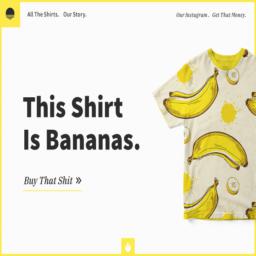 All The Shirts. Our Story.
Our Instagram. Get That Money.
This Shirt
Is Bananas.
Buy That Shit »